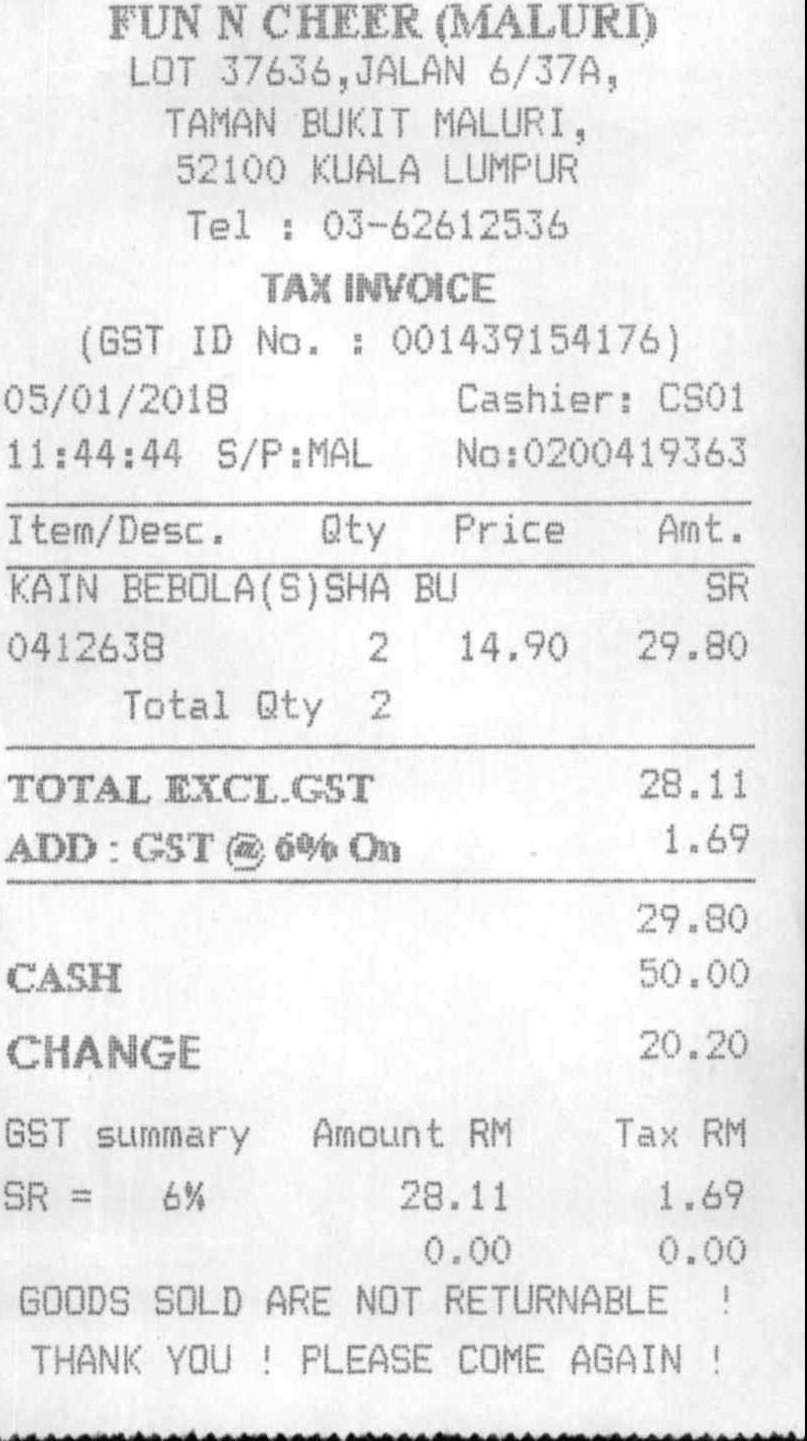 FUN N CHEER (MALURI)
LOT 37636,JALAN 6/37A,
TAMAN BUKIT MALURI,
52100 KUALA LUMPUR
Tel : 03-62612536
TAX INVOICE
(GST ID No. : 001439154176)
05/01/2018 Cashier: CS01
11:44:44 S/P:MAL No:0200419363
Item/Desc. Qty Price Amt.
KAIN BEBOLA(S)SHA BU SR
0412638 2 14.90 29.80
Total Qty 2
TOTAL EXCL.GST 28.11
ADD : GST @ 6% On 1.69
29.80
CASH 50.00
CHANGE 20.20
GST summary Amount RM Tax RM
SR = 6% 28.11 1.69
0.00 0.00
GOODS SOLD ARE NOT RETURNABLE !
THANK YOU ! PLEASE COME AGAIN !